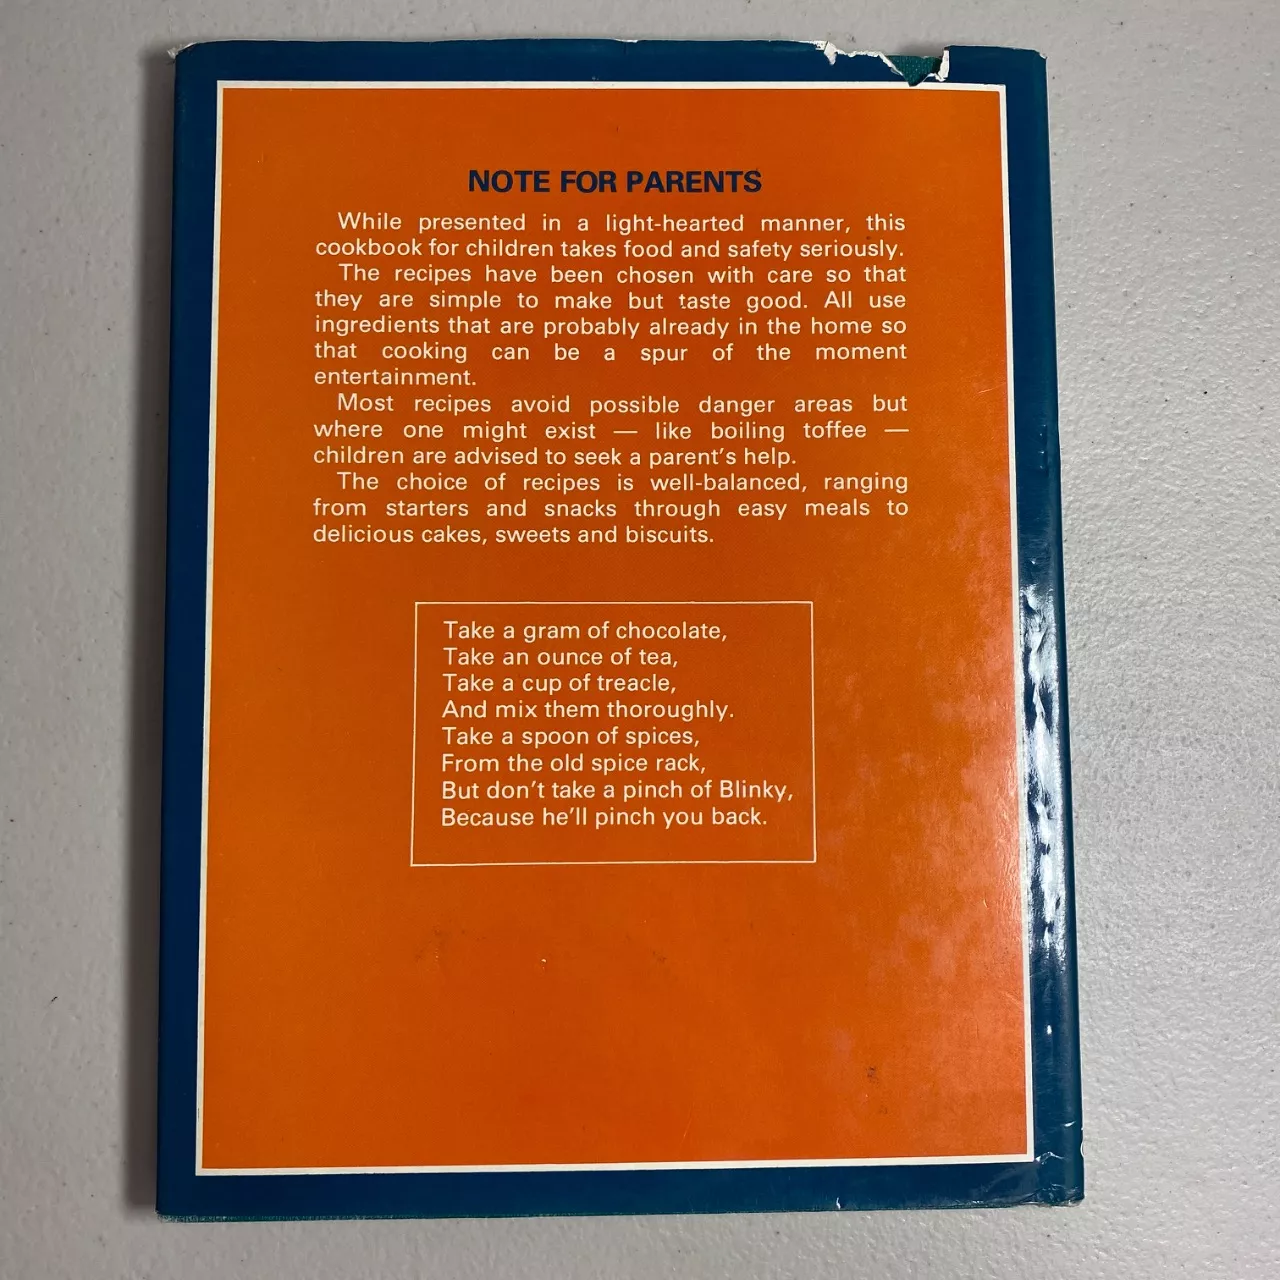 NOTE FOR PARENTS
While presented in a light-hearted manner, this
cookbook for children takes food and safety seriously.
The recipes have been chosen with care so that
they are simple to make but taste good. All use
ingredients that are probably already in the home so
that cooking can be a spur of the moment
entertainment.
Most recipes avoid possible danger areas but
where one might exist — like boiling toffee —
children are advised to seek a parent's help.
The choice of recipes is well-balanced, ranging
from starters and snacks through easy meals to
delicious cakes, sweets and biscuits.
Take a gram of chocolate,
Take an ounce of tea,
Take a cup of treacle,
And mix them thoroughly.
Take a spoon of spices,
From the old spice rack,
But don't take a pinch of Blinky,
Because he'll pinch you back.